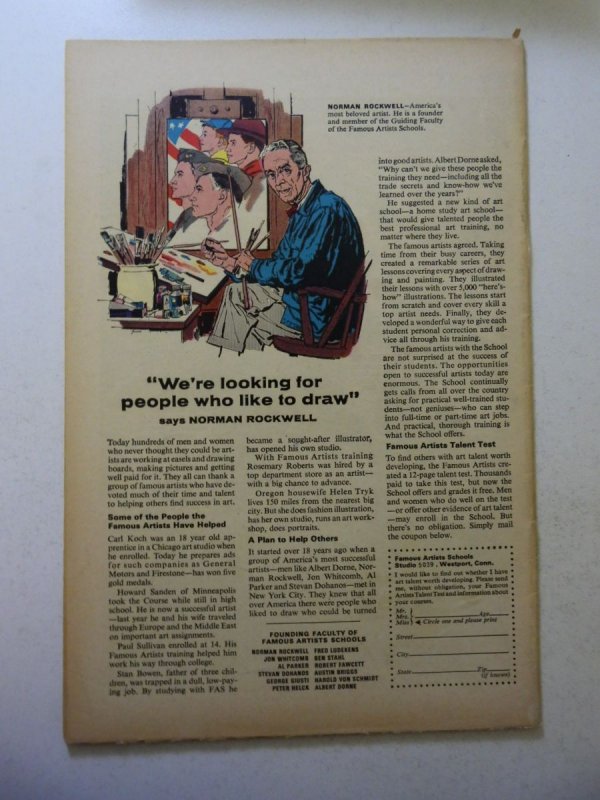 NORMAN ROCKWELL—America's
most beloved artist. He is a founder
and member of the Guiding Faculty
of the Famous Artists Schools.
"We're looking for
people who like to draw"
says NORMAN ROCKWELL
Today hundreds of men and women
who never thought they could be art-
ists are working at easels and drawing
boards, making pictures and getting
well paid for it. They all can thank a
group of famous artists who have de-
voted much of their time and talent
to helping others find success in art.
Some of the People the
Famous Artists Have Helped
Carl Koch was an 18 year old ap-
prentice in a Chicago art studio when
he enrolled. Today he prepares ads
for such companies as General
Motors and Firestone—has won five
gold medals.
Howard Sanden of Minneapolis
took the Course while still in high
school. He is now a successful artist
—last year he and his wife traveled
through Europe and the Middle East
on important art assignments.
Paul Sullivan enrolled at 14. His
Famous Artists training helped him
work his way through college.
Stan Bowen, father of three chil-
dren, was trapped in a dull, low-pay-
ing job. By studying with FAS he
became a sought-after illustrator,
has opened his own studio.
With Famous Artists training
Rosemary Roberts was hired by a
top department store as an artist—
with a big chance to advance.
Oregon housewife Helen Tryk
lives 150 miles from the nearest big
city. But she does fashion illustration,
has her own studio, runs an art work-
shop, does portraits.
A Plan to Help Others
It started over 18 years ago when a
group of America's most successful
artists—men like Albert Dorne, Nor-
man Rockwell, Jon Whitcomb, Al
Parker and Stevan Dohanos—met in
New York City. They knew that all
over America there were people who
liked to draw who could be turned
FOUNDING FACULTY OF
FAMOUS ARTISTS SCHOOLS
NORMAN ROCKWELL FRED LUDEKENS
JON WHITCOMB BEN STAHL
AL PARKER ROBERT FAWCETT
STEVAN DOHANOS AUSTIN BRIGGS
GEORGE GIUSTI HAROLD VON SCHMIDT
PETER HELCK ALBERT DORNE
into good artists. Albert Dorne asked,
"Why can't we give these people the
training they need—including all the
trade secrets and know-how we've
learned over the years?"
He suggested a new kind of art
school—a home study art school—
that would give talented people the
best professional art training, no
matter where they live.
The famous artists agreed. Taking
time from their busy careers, they
created a remarkable series of art
lessons covering every aspect of draw-
ing and painting. They illustrated
their lessons with over 5,000 "here's-
how" illustrations. The lessons start
from scratch and cover every skill a
top artist needs. Finally, they de-
veloped a wonderful way to give each
student personal correction and ad-
vice all through his training.
The famous artists with the School
are not surprised at the success of
their students. The opportunities
open to successful artists today are
enormous. The School continually
gets calls from all over the country
asking for practical well-trained stu-
dents—not geniuses—who can step
into full-time or part-time art jobs.
And practical, thorough training is
what the School offers.
Famous Artists Talent Test
To find others with art talent worth
developing, the Famous Artists cre-
ated a 12-page talent test. Thousands
paid to take this test, but now the
School offers and grades it free. Men
and women who do well on the test
—or offer other evidence of art talent
—may enroll in the School. But
there's no obligation. Simply mail
the coupon below.
Famous Artists Schools
Studio 5039, Westport, Conn.
I would like to find out whether I have
art talent worth developing. Please send
me, without obligation, your Famous
Artists Talent Test and information about
your courses.
Mr.
Mrs. Age
Miss Circle one and please print
Street
City
State Zip
(if known)